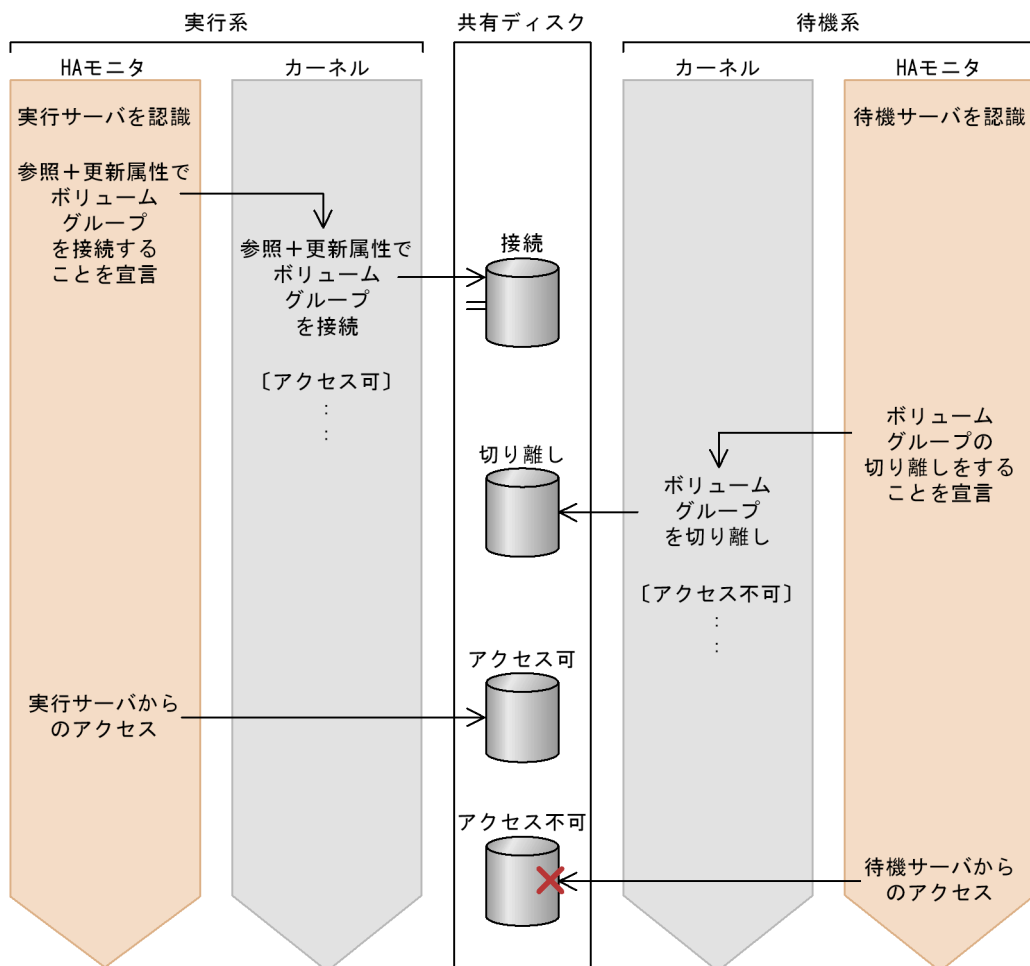 実行系
共有ディスク
待機系
HAモニタ
カーネル
カーネル
HAモニタ
実行サーバを認識
待機サーバを認識
参照＋更新属性で
ボリューム
グループ
を接続する
ことを宣言
参照＋更新属性で
ボリューム
グループ
を接続
接続
〔アクセス可〕
：
：
ボリューム
グループの
切り離しをする
ことを宣言
切り離し
ボリューム
グループ
を切り離し
〔アクセス不可〕
：
：
アクセス可
実行サーバから
のアクセス
アクセス不可
待機サーバから
のアクセス